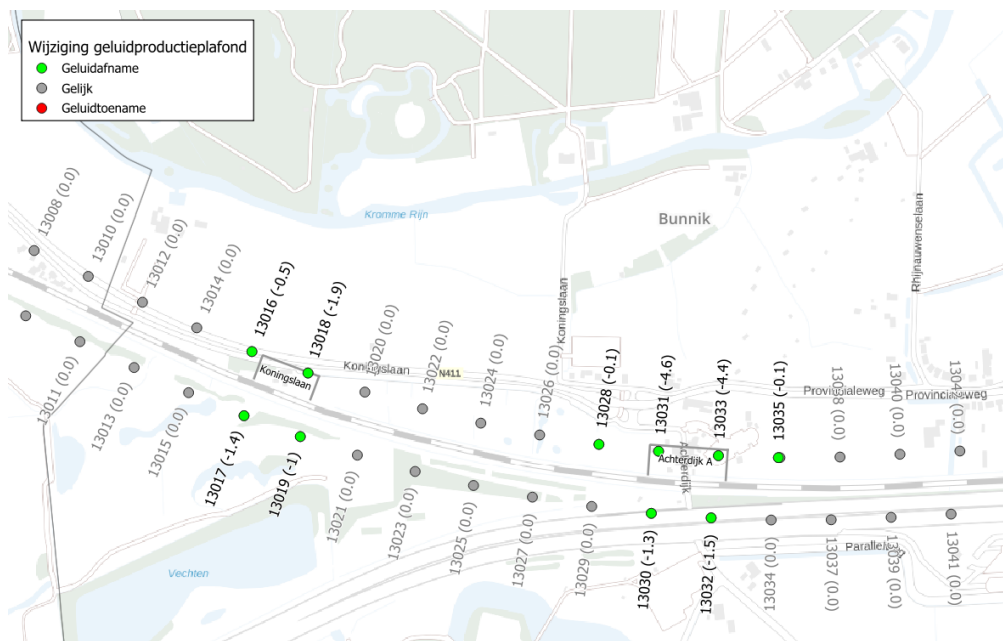 Wijziging geluidproductieplafond
Geluidafname
Gelijk
Geluidtoename
Kromme Rijn
Bunnik
Rhijnauwenselaan
Koningslaan
13008 (0.0)
13010 (0.0)
13012 (0.0)
13014 (0.0)
13016 (-0.5)
13018 (-1.9)
13020 (0.0)
13022 (0.0)
13024 (0.0)
13026 (0.0)
13028 (-0.1)
13031 (-4.6)
13033 (-4.4)
13035 (-0.1)
13038 (0.0)
13040 (0.0)
Koningslaan
N411
Koningslaan
Provincialeweg
Provincialeweg
Achterdijk A
Achterdijk
13011 (0.0)
13013 (0.0)
13015 (0.0)
13017 (-1.4)
13019 (-1)
13021 (0.0)
13023 (0.0)
13025 (0.0)
13027 (0.0)
13029 (0.0)
13030 (-1.3)
13032 (-1.5)
13034 (0.0)
13037 (0.0)
13039 (0.0)
13041 (0.0)
Parallelweg
Vechten